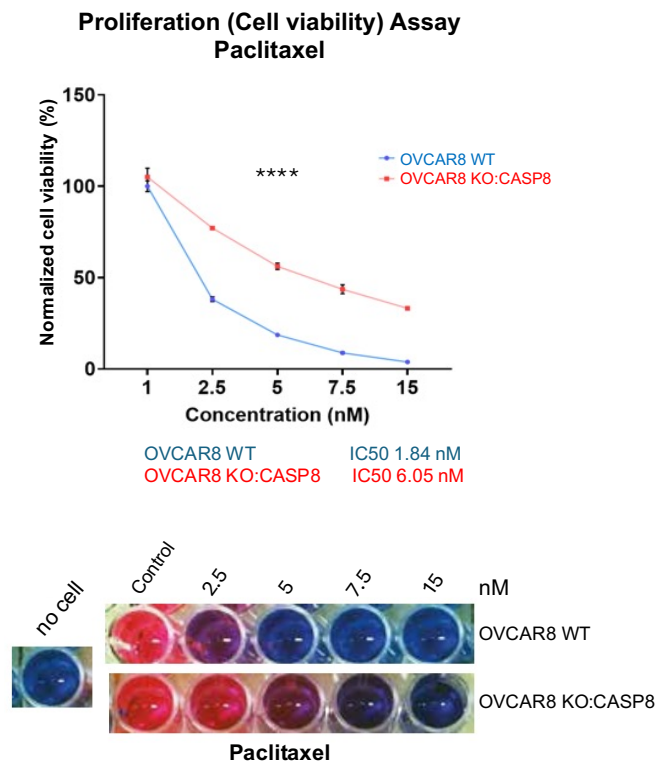 Proliferation (Cell viability) Assay
Paclitaxel
Normalized cell viability (%)
150
100
50
0
****
OVCAR8 WT
OVCAR8 KO:CASP8
1 2.5 5 7.5 15
Concentration (nM)
OVCAR8 WT IC50 1.84 nM
OVCAR8 KO:CASP8 IC50 6.05 nM
no cell Control 2.5 5 7.5 15 nM
OVCAR8 WT
OVCAR8 KO:CASP8
Paclitaxel